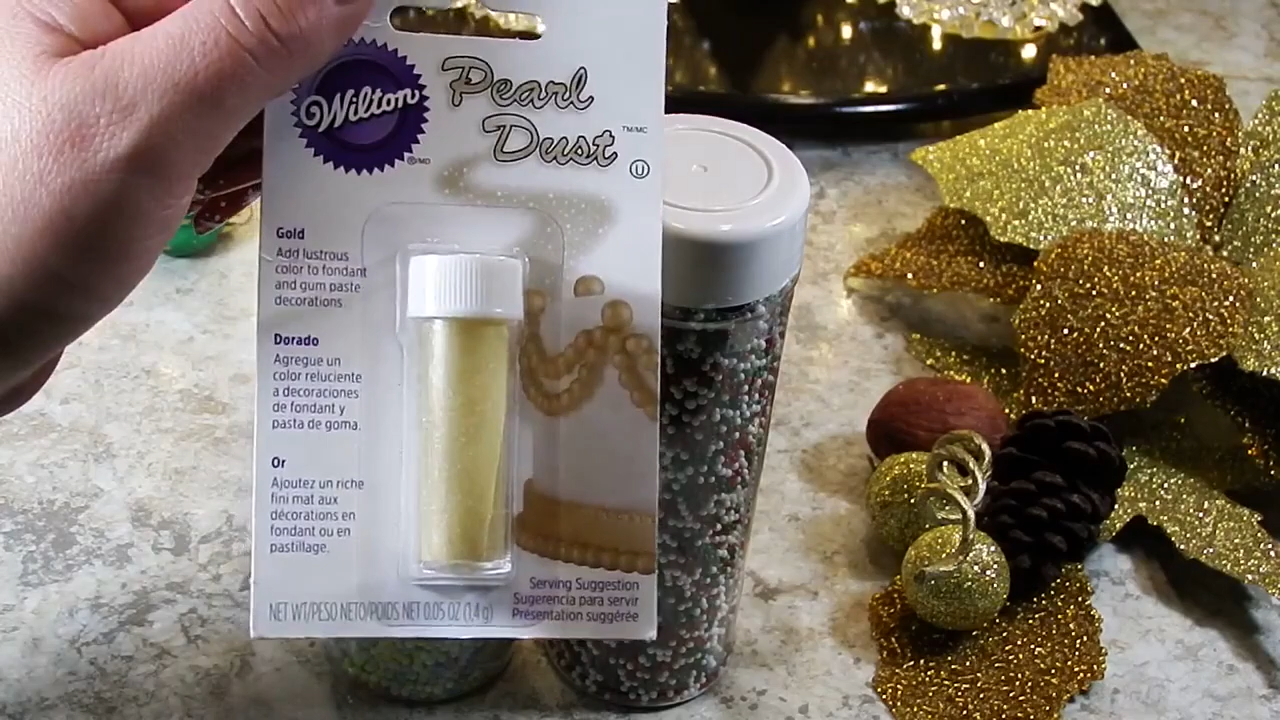 Wilton
®/MD
Pearl
Dust
™/MC
U
Gold
Add lustrous
color to fondant
and gum paste
decorations.
Dorado
Agregue un
color reluciente
a decoraciones
de fondant y
pasta de goma.
Or
Ajoutez un riche
fini mat aux
décorations en
fondant ou en
pastillage.
Serving Suggestion
Sugerencia para servir
Présentation suggérée
NET WT/PESO NETO/POIDS NET 0.05 OZ (1,4 g)